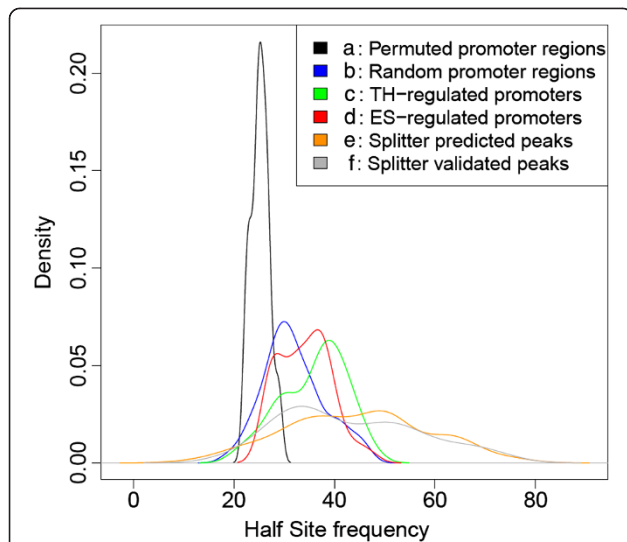 a: Permuted promoter regions
b: Random promoter regions
c: TH-regulated promoters
d: ES-regulated promoters
e: Splitter predicted peaks
f: Splitter validated peaks
Density
0.20
0.15
0.10
0.05
0.00
0 20 40 60 80
Half Site frequency